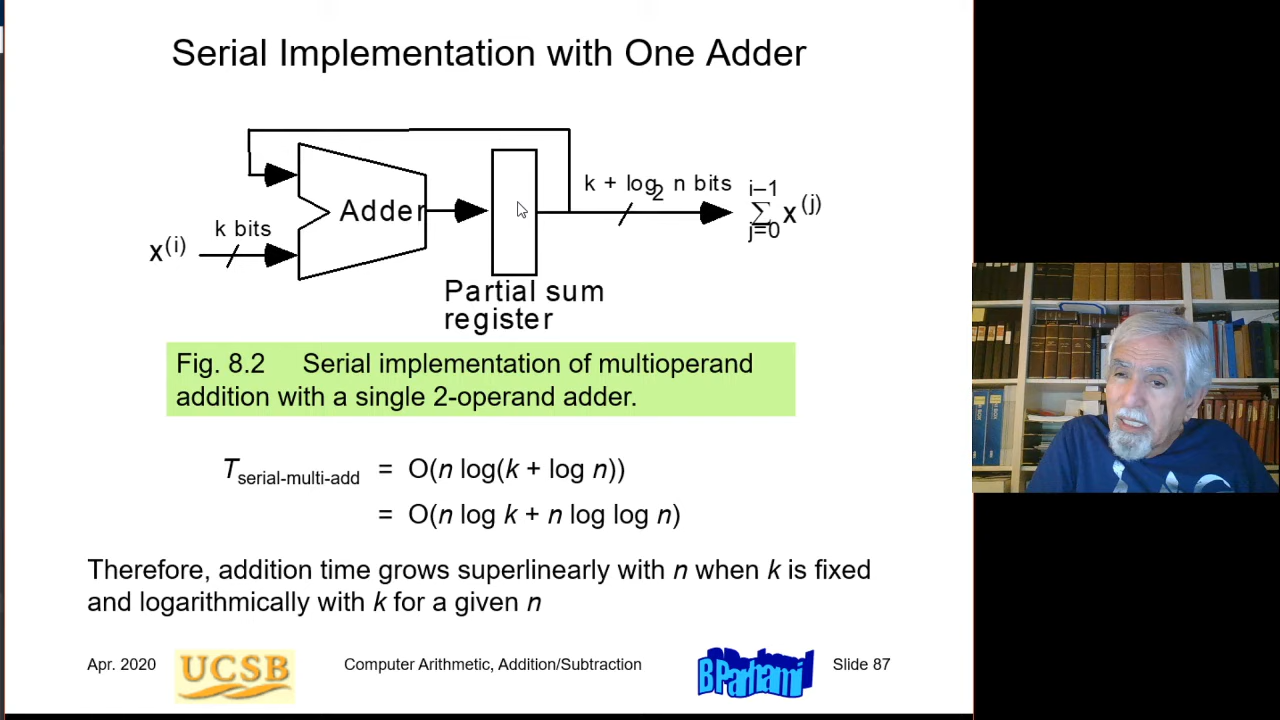 Serial Implementation with One Adder
k + log2 n bits
i–1
∑ x(j)
j=0
Adder
k bits
x(i)
Partial sum
register
Fig. 8.2 Serial implementation of multioperand
addition with a single 2-operand adder.
Tserial-multi-add = O(n log(k + log n))
= O(n log k + n log log n)
Therefore, addition time grows superlinearly with n when k is fixed
and logarithmically with k for a given n
Apr. 2020
UCSB
Computer Arithmetic, Addition/Subtraction
B Parhami
Slide 87